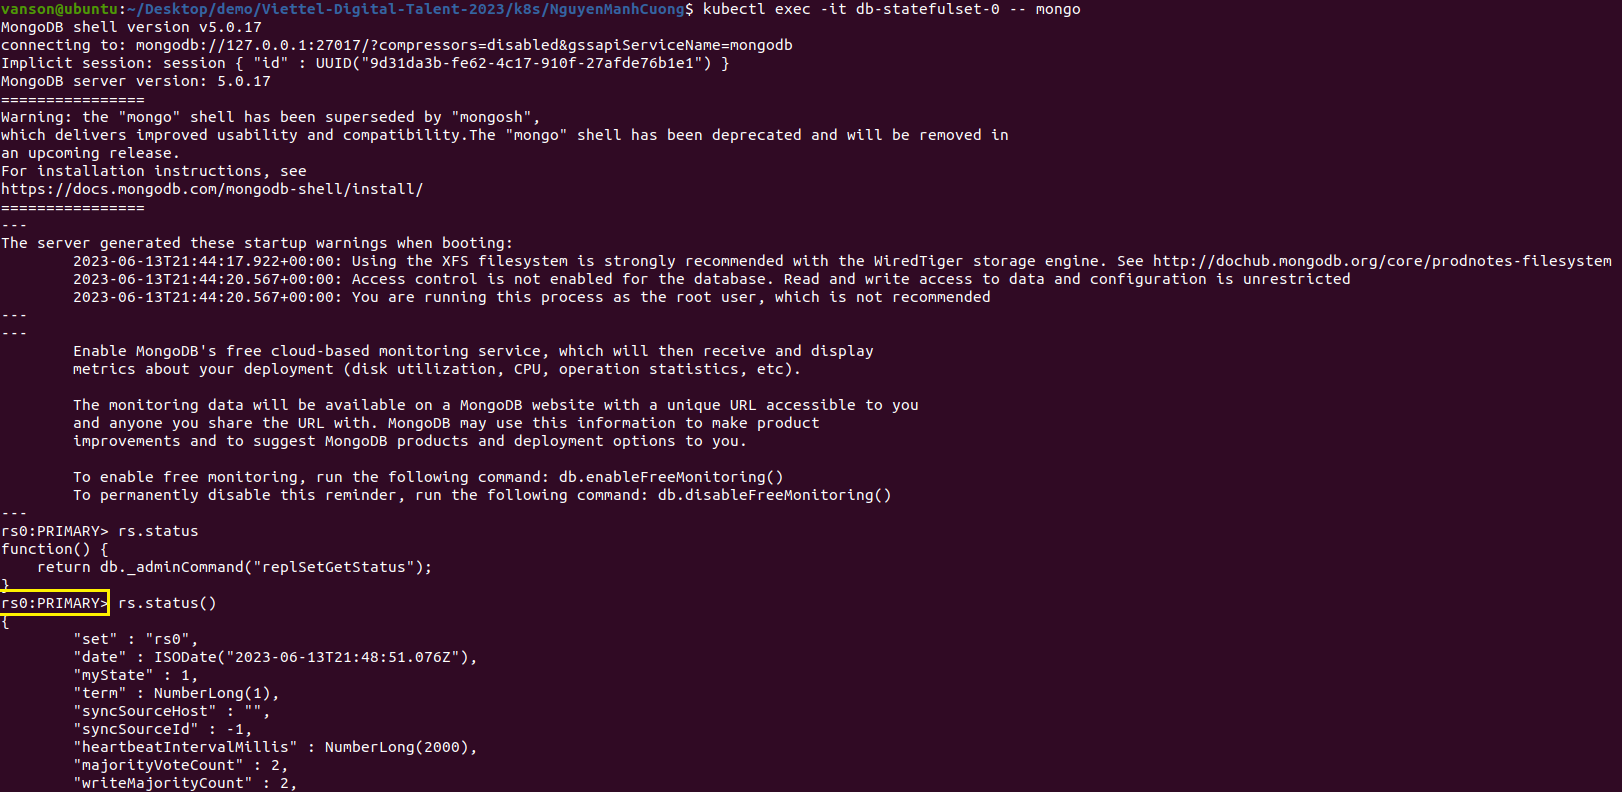 vanson@ubuntu:~/Desktop/demo/Viettel-Digital-Talent-2023/k8s/NguyenManhCuong$ kubectl exec -it db-statefulset-0 -- mongo
MongoDB shell version v5.0.17
connecting to: mongodb://127.0.0.1:27017/?compressors=disabled&gssapiServiceName=mongodb
Implicit session: session { "id" : UUID("9d31da3b-fe62-4c17-910f-27afde76b1e1") }
MongoDB server version: 5.0.17
================
Warning: the "mongo" shell has been superseded by "mongosh",
which delivers improved usability and compatibility.The "mongo" shell has been deprecated and will be removed in
an upcoming release.
For installation instructions, see
https://docs.mongodb.com/mongodb-shell/install/
================
---
The server generated these startup warnings when booting:
        2023-06-13T21:44:17.922+00:00: Using the XFS filesystem is strongly recommended with the WiredTiger storage engine. See http://dochub.mongodb.org/core/prodnotes-filesystem
        2023-06-13T21:44:20.567+00:00: Access control is not enabled for the database. Read and write access to data and configuration is unrestricted
        2023-06-13T21:44:20.567+00:00: You are running this process as the root user, which is not recommended
---
---
        Enable MongoDB's free cloud-based monitoring service, which will then receive and display
        metrics about your deployment (disk utilization, CPU, operation statistics, etc).

        The monitoring data will be available on a MongoDB website with a unique URL accessible to you
        and anyone you share the URL with. MongoDB may use this information to make product
        improvements and to suggest MongoDB products and deployment options to you.

        To enable free monitoring, run the following command: db.enableFreeMonitoring()
        To permanently disable this reminder, run the following command: db.disableFreeMonitoring()
---
rs0:PRIMARY> rs.status
function() {
    return db._adminCommand("replSetGetStatus");
}
rs0:PRIMARY> rs.status()
{
        "set" : "rs0",
        "date" : ISODate("2023-06-13T21:48:51.076Z"),
        "myState" : 1,
        "term" : NumberLong(1),
        "syncSourceHost" : "",
        "syncSourceId" : -1,
        "heartbeatIntervalMillis" : NumberLong(2000),
        "majorityVoteCount" : 2,
        "writeMajorityCount" : 2,